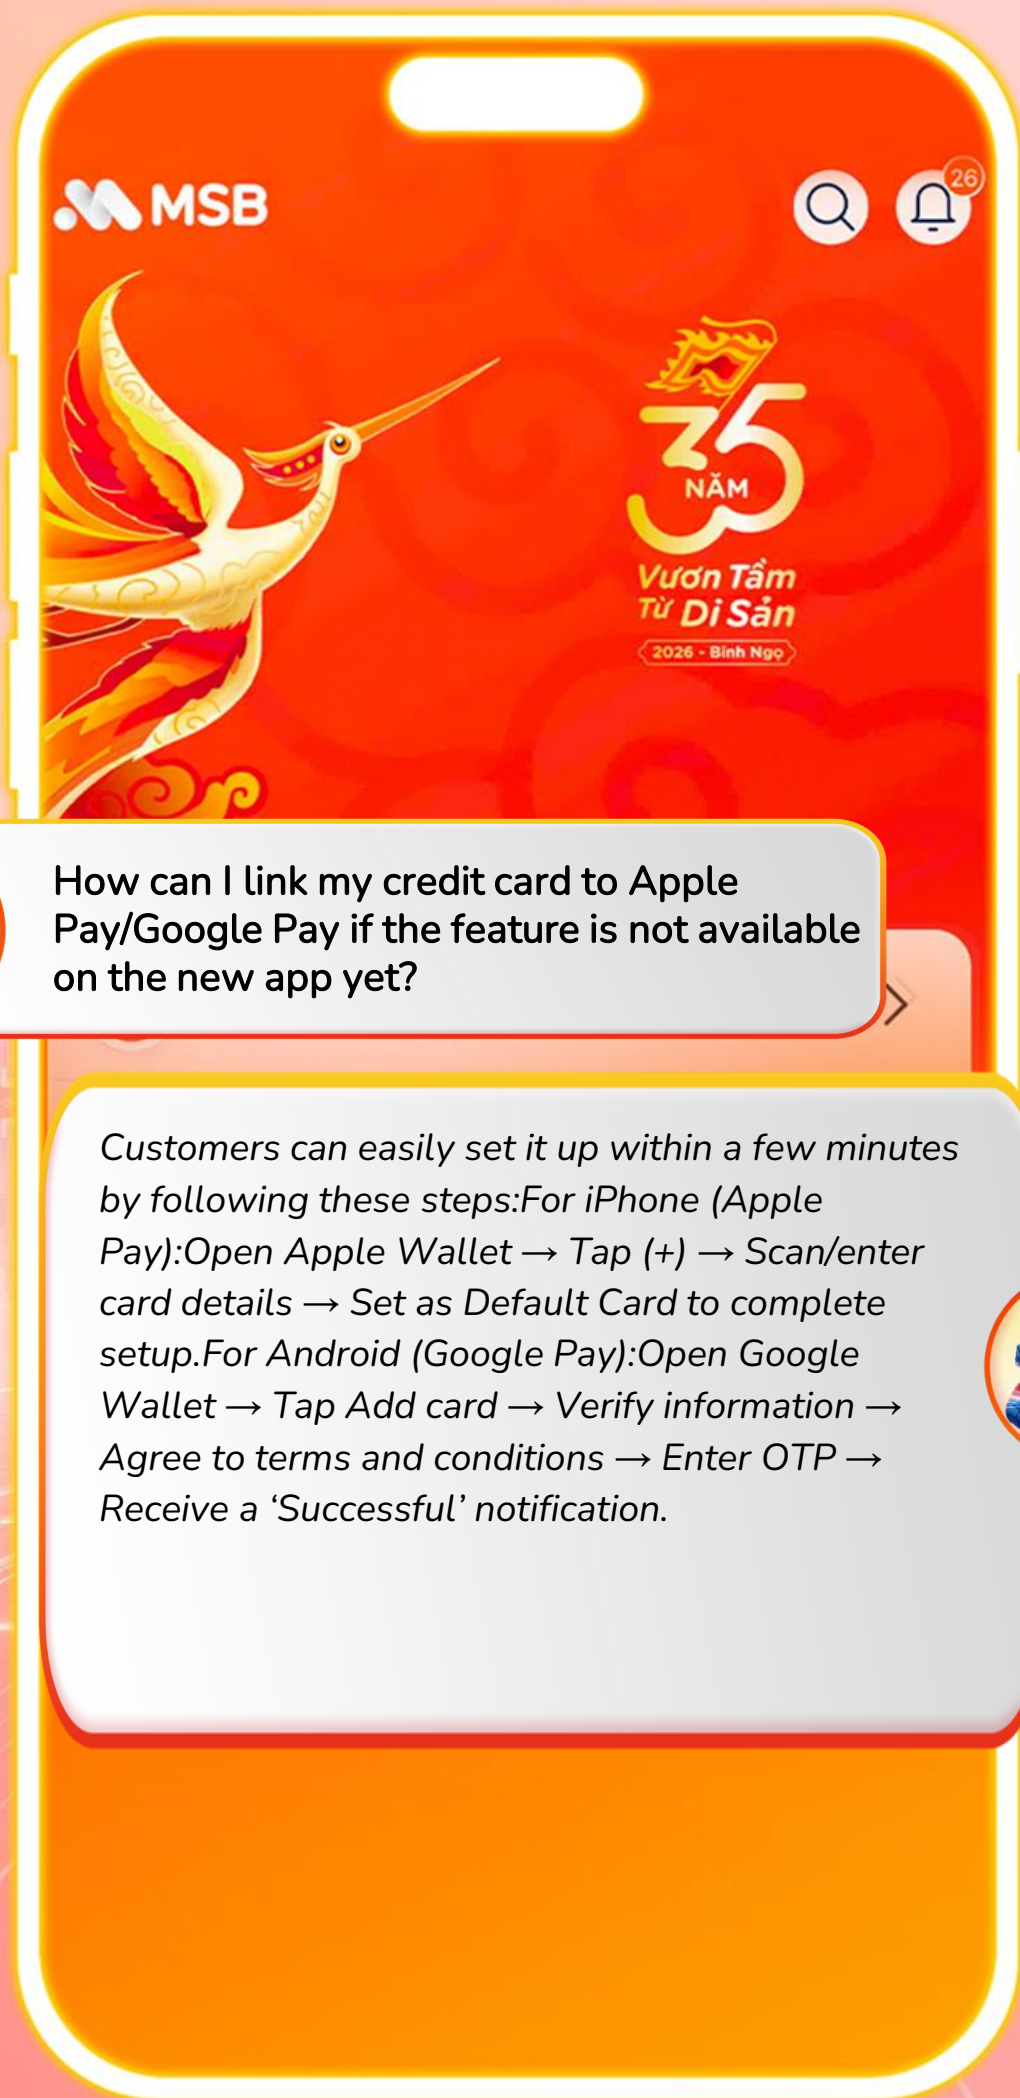 MSB
26
35
NĂM
Vươn Tầm
Từ Di Sản
2026 - Bính Ngọ
How can I link my credit card to Apple
Pay/Google Pay if the feature is not available
on the new app yet?
Customers can easily set it up within a few minutes
by following these steps:For iPhone (Apple
Pay):Open Apple Wallet → Tap (+) → Scan/enter
card details → Set as Default Card to complete
setup.For Android (Google Pay):Open Google
Wallet → Tap Add card → Verify information →
Agree to terms and conditions → Enter OTP →
Receive a ‘Successful’ notification.